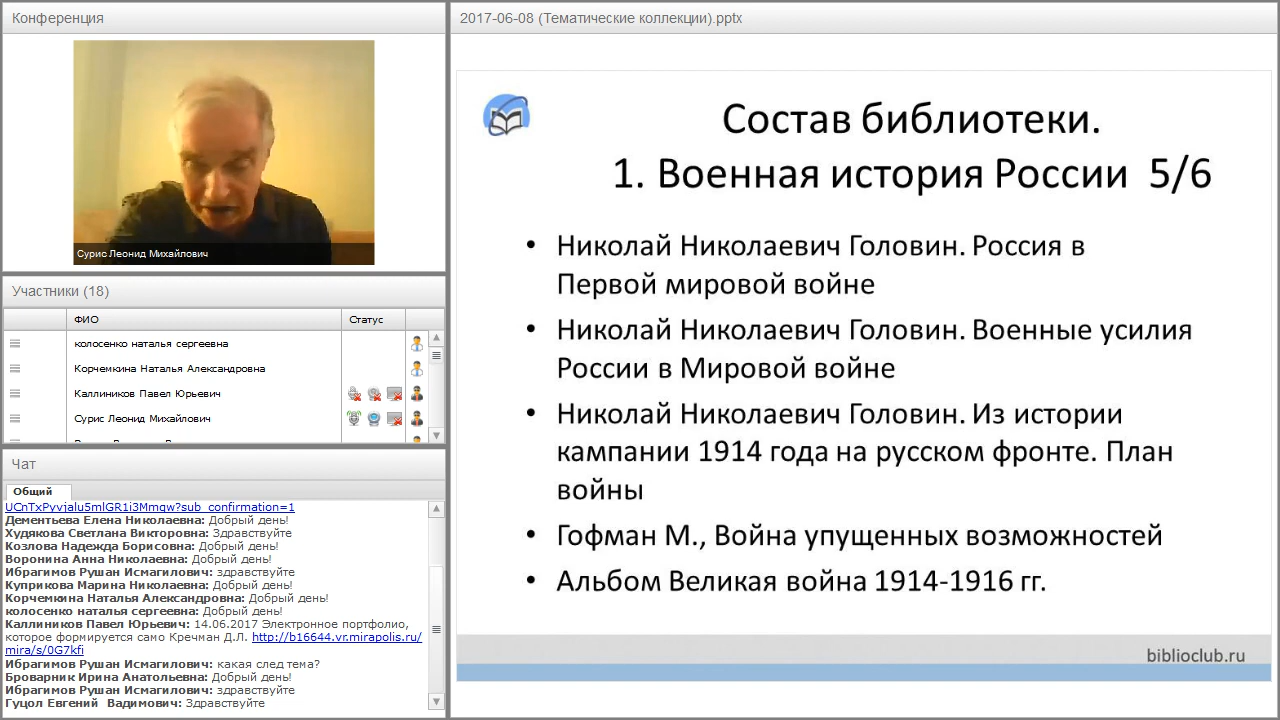 Конференция
Сурис Леонид Михайлович
Участники (18)
ФИО
Статус
колосенко наталья сергеевна
Корчемкина Наталья Александровна
Каллиников Павел Юрьевич
Сурис Леонид Михайлович
Чат
Общий
UCnTxPyvjalu5mlGR1i3Mmqw?sub_confirmation=1
Дементьева Елена Николаевна: Добрый день!
Худякова Светлана Викторовна: Здравствуйте
Козлова Надежда Борисовна: Добрый день!
Воронина Анна Николаевна: Добрый день!
Ибрагимов Рушан Исмагилович: здравствуйте
Куприкова Марина Николаевна: Добрый день!
Корчемкина Наталья Александровна: Добрый день!
колосенко наталья сергеевна: Добрый день!
Каллиников Павел Юрьевич: 14.06.2017 Электронное портфолио,
которое формируется само Кречман Д.Л. http://b16644.vr.mirapolis.ru/
mira/s/0G7kfi
Ибрагимов Рушан Исмагилович: какая след тема?
Броварник Ирина Анатольевна: Добрый день!
Ибрагимов Рушан Исмагилович: здравствуйте
Гуцол Евгений Вадимович: Здравствуйте
2017-06-08 (Тематические коллекции).pptx
Состав библиотеки.
1. Военная история России 5/6
• Николай Николаевич Головин. Россия в
Первой мировой войне
• Николай Николаевич Головин. Военные усилия
России в Мировой войне
• Николай Николаевич Головин. Из истории
кампании 1914 года на русском фронте. План
войны
• Гофман М., Война упущенных возможностей
• Альбом Великая война 1914-1916 гг.
biblioclub.ru